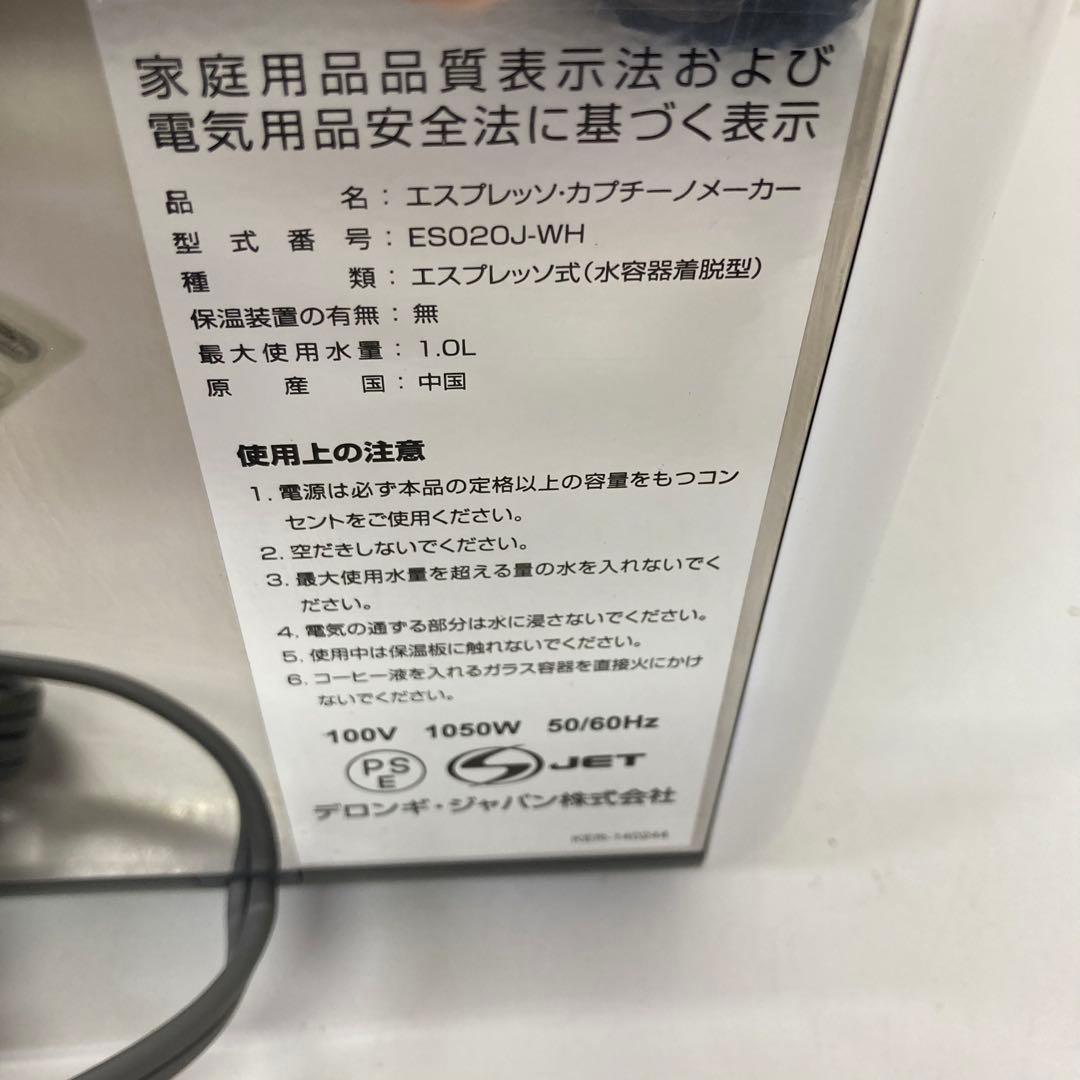 家庭用品品質表示法および
電気用品安全法に基づく表示
品名：エスプレッソ・カプチーノメーカー
型式番号：ES020J-WH
種類：エスプレッソ式(水容器着脱型)
保温装置の有無：無
最大使用水量：1.0L
原産国：中国
使用上の注意
1. 電源は必ず本品の定格以上の容量をもつコン
セントをご使用ください。
2. 空だきしないでください。
3. 最大使用水量を超える量の水を入れないでく
ださい。
4. 電気の通ずる部分は水に浸さないでください。
5. 使用中は保温板に触れないでください。
6. コーヒー液を入れるガラス容器を直接火にかけ
ないでください。
100V 1050W 50/60Hz
PS
E
JET
デロンギ・ジャパン株式会社